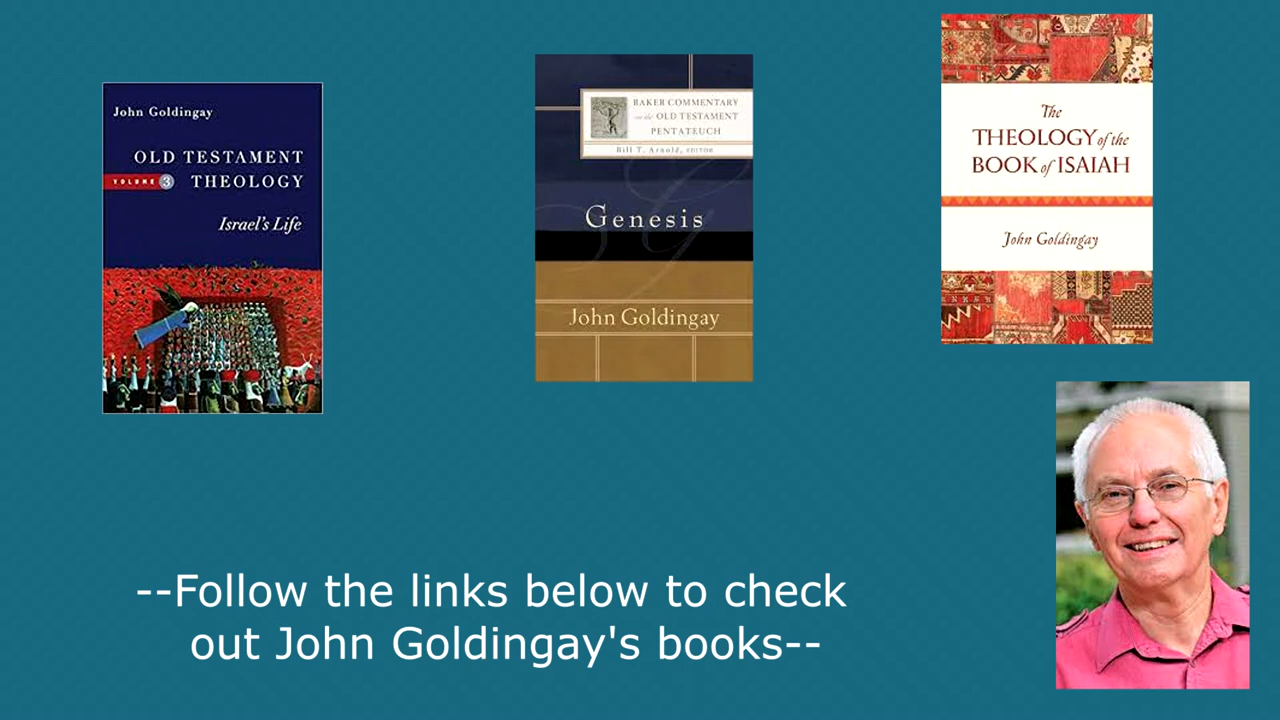 John Goldingay
OLD TESTAMENT
VOLUME 3 THEOLOGY
Israel's Life
BAKER COMMENTARY
on the OLD TESTAMENT
PENTATEUCH
Bill T. Arnold, EDITOR
Genesis
John Goldingay
The
THEOLOGY of the
BOOK of ISAIAH
John Goldingay
--Follow the links below to check
out John Goldingay's books--